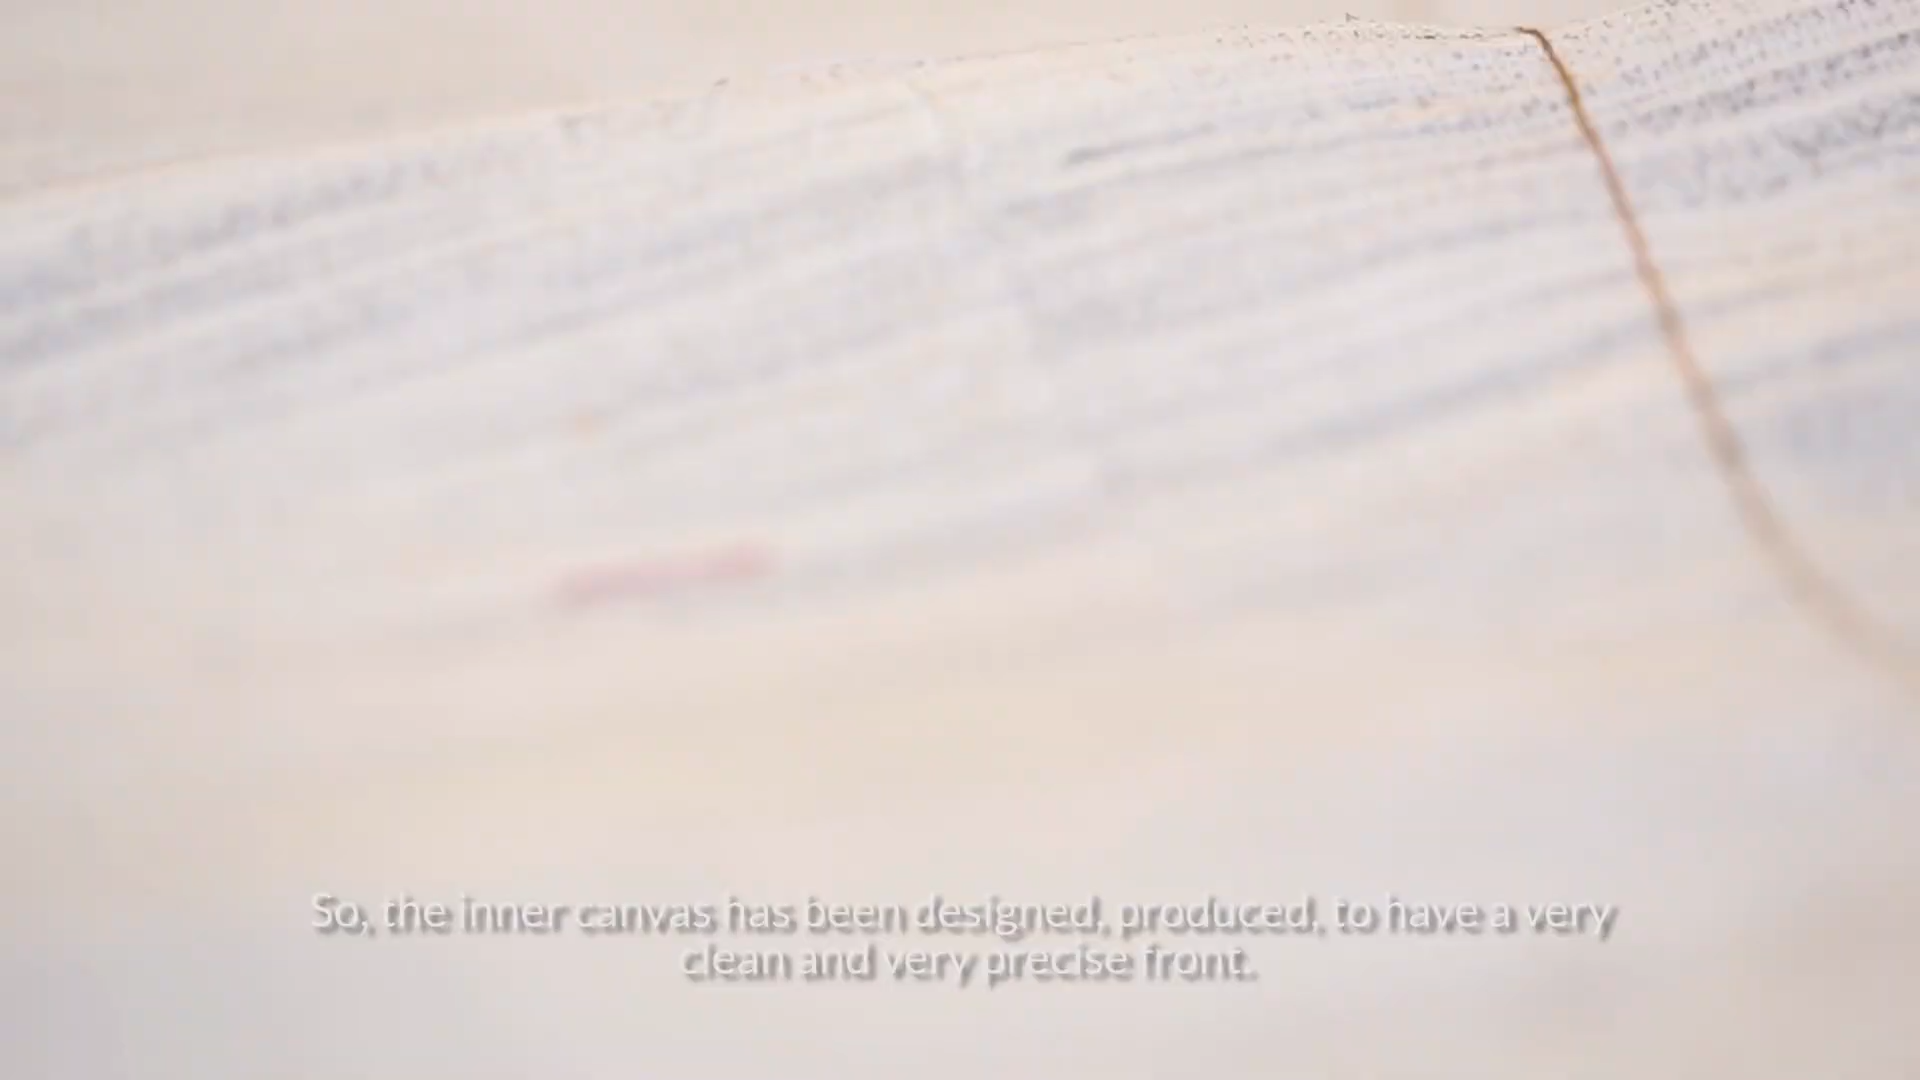 So, the inner canvas has been designed, produced, to have a very
clean and very precise front.